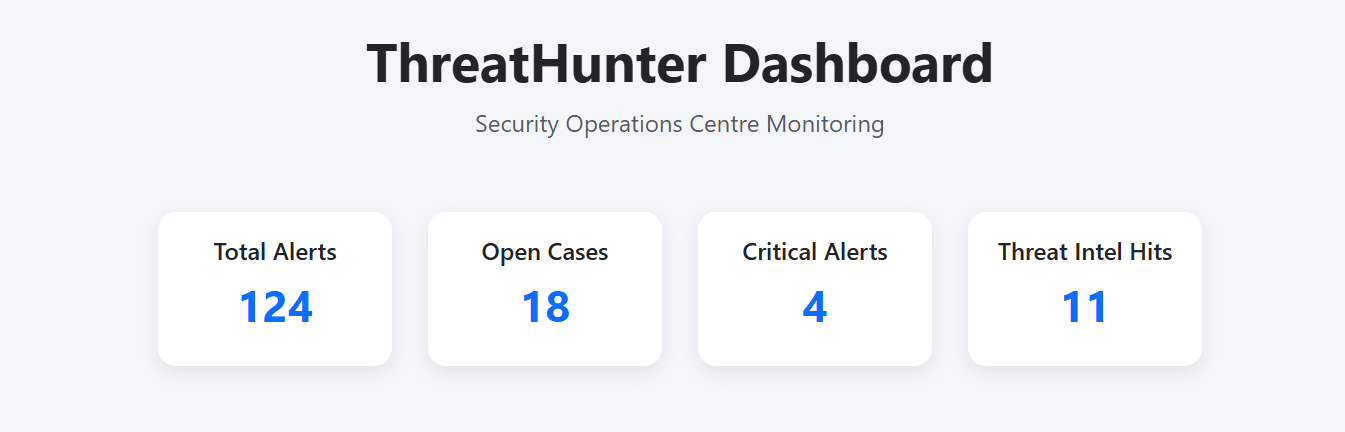 ThreatHunter Dashboard
Security Operations Centre Monitoring
Total Alerts
124
Open Cases
18
Critical Alerts
4
Threat Intel Hits
11